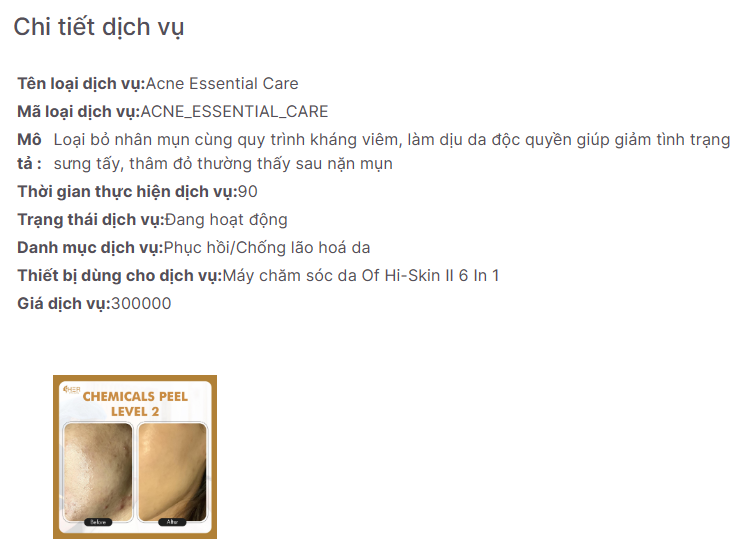 Chi tiết dịch vụ
Tên loại dịch vụ:Acne Essential Care
Mã loại dịch vụ:ACNE_ESSENTIAL_CARE
Mô tả : Loại bỏ nhân mụn cùng quy trình kháng viêm, làm dịu da độc quyền giúp giảm tình trạng
sưng tấy, thâm đỏ thường thấy sau nặn mụn
Thời gian thực hiện dịch vụ:90
Trạng thái dịch vụ:Đang hoạt động
Danh mục dịch vụ:Phục hồi/Chống lão hoá da
Thiết bị dùng cho dịch vụ:Máy chăm sóc da Of Hi-Skin II 6 In 1
Giá dịch vụ:300000
CHEMICALS PEEL
LEVEL 2
Before
After